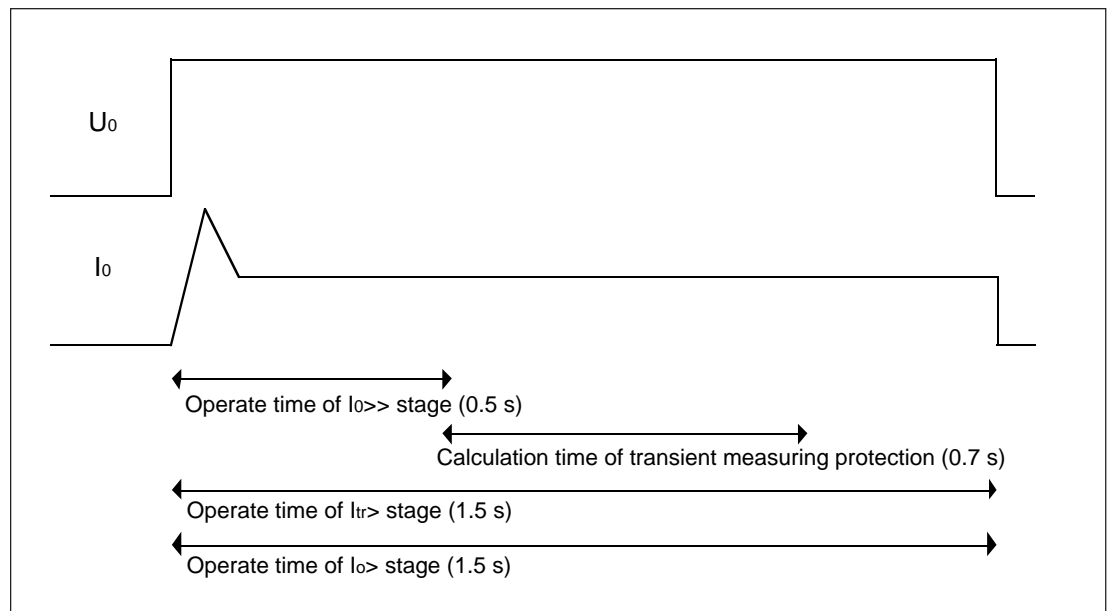 U0
I0
Operate time of I0>> stage (0.5 s)
Calculation time of transient measuring protection (0.7 s)
Operate time of Itr> stage (1.5 s)
Operate time of Io> stage (1.5 s)